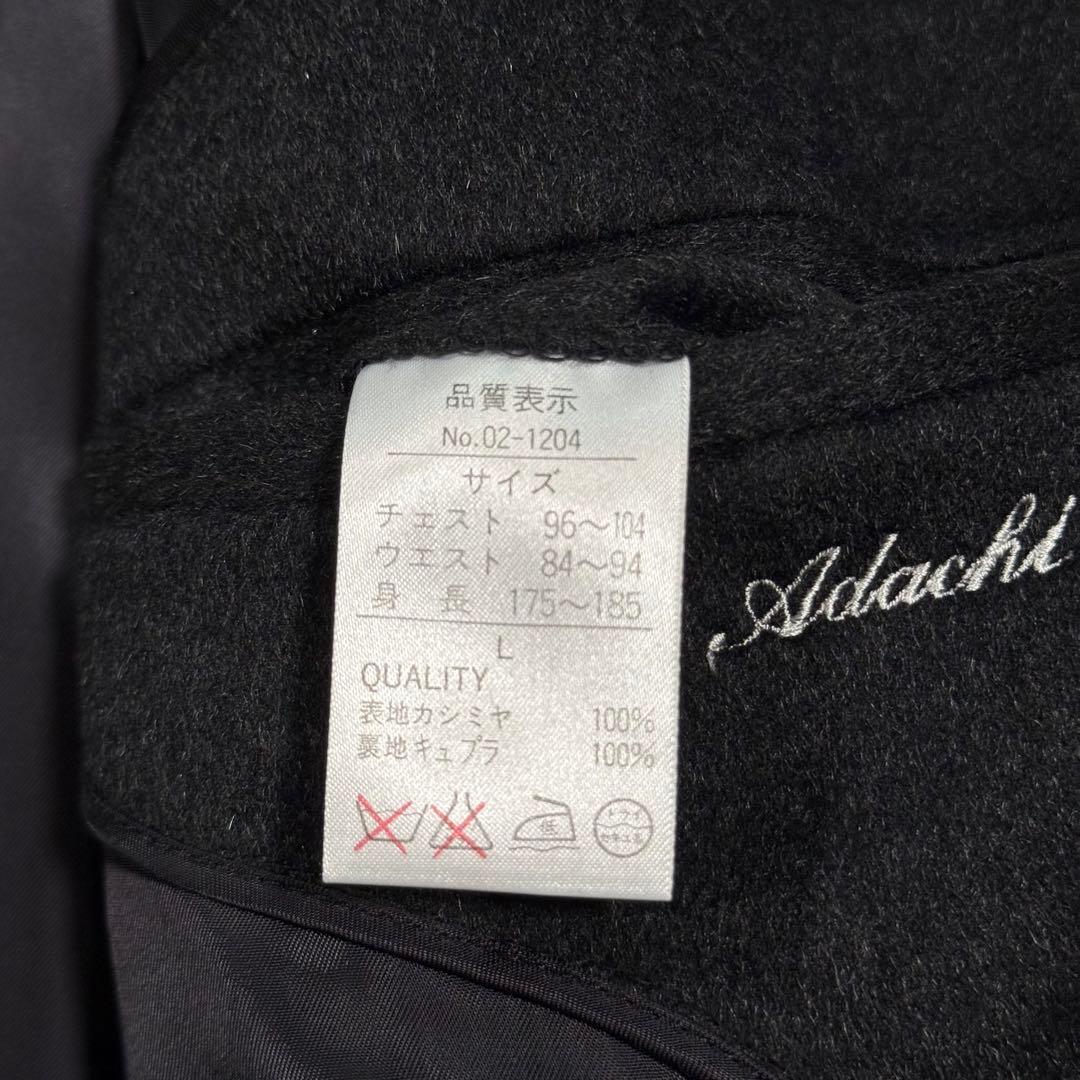 品質表示
No.02-1204
サイズ
チェスト 96〜104
ウエスト 84〜94
身長 175〜185
L
QUALITY
表地カシミヤ 100%
裏地キュプラ 100%
低
Adachi